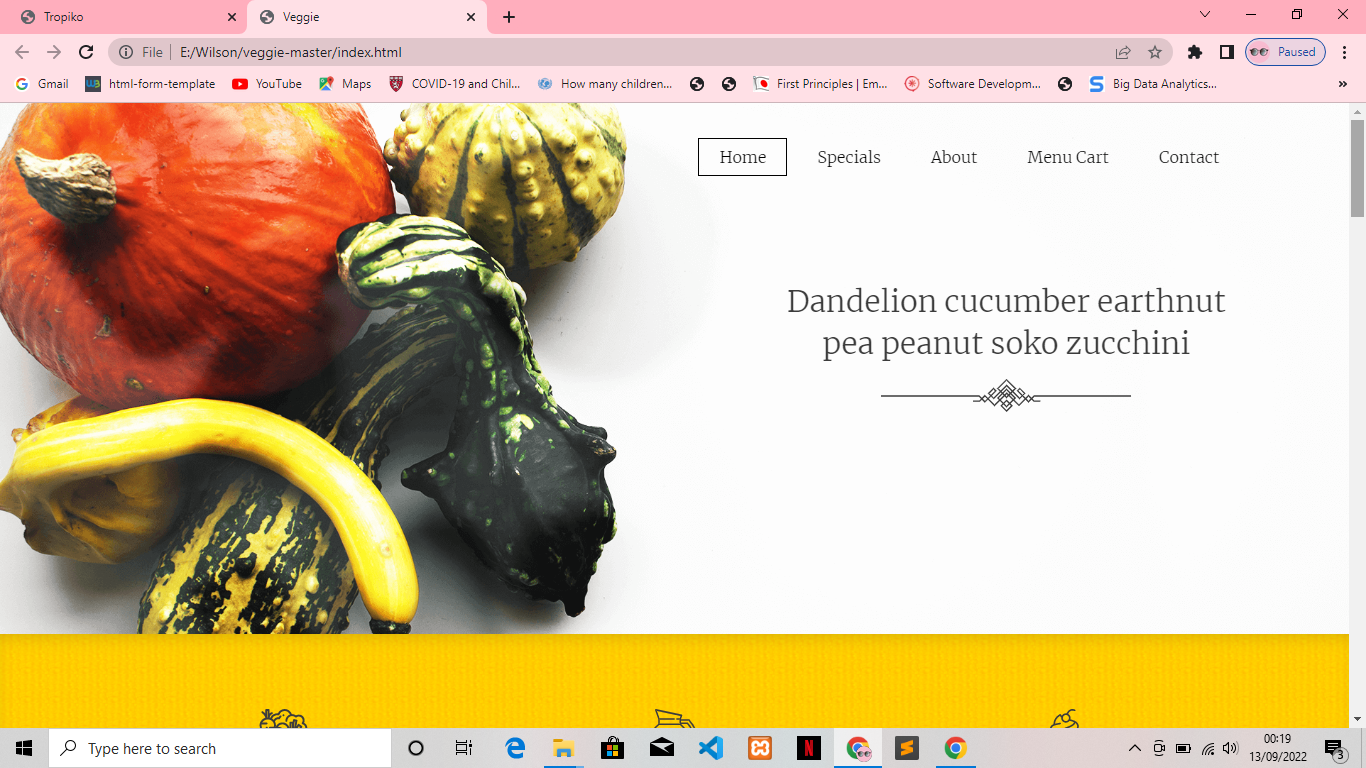 Tropiko
Veggie
File
E:/Wilson/veggie-master/index.html
Paused
Gmail
html-form-template
YouTube
Maps
COVID-19 and Chil...
How many children...
First Principles | Em...
Software Developm...
Big Data Analytics...
»
Home
Specials
About
Menu Cart
Contact
Dandelion cucumber earthnut
pea peanut soko zucchini
Type here to search
00:19
13/09/2022
3